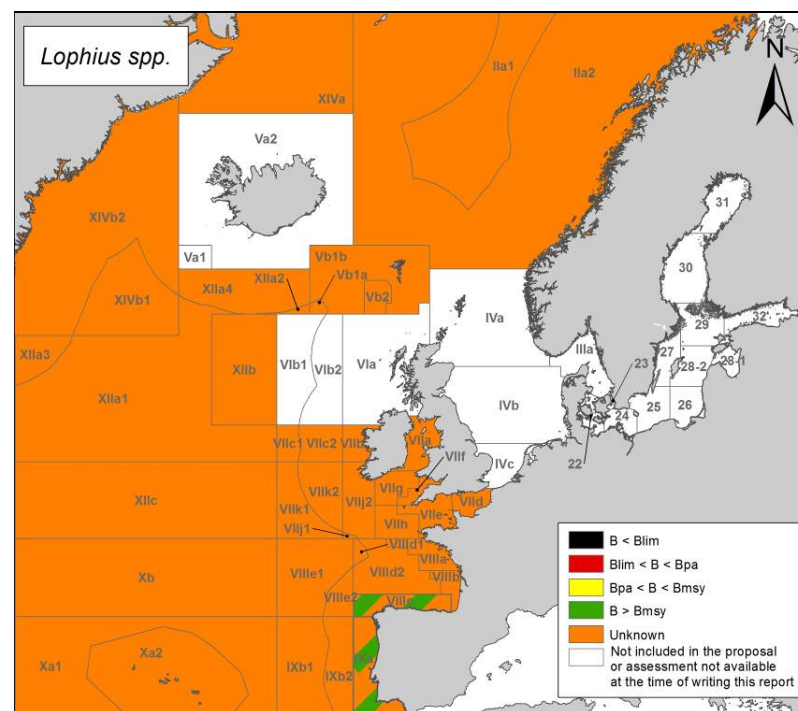 Lophius spp.
N
IIa1
IIa2
XIVa
Va2
31
XIVb2
30
Va1
Vb1b
Vb1a
XIIa2
XIIa4
Vb2
XIVb1
IVa
29
32
XIIa3
XIIb
VIb1
VIb2
VIa
IIIa
23
27
28-2
28-1
XIIa1
IVb
24
25
26
VIIc1
VIIc2
VIIb
VIIa
VIIf
IVc
22
XIIc
VIIk2
VIIg
VIIj2
VIIe
VIId
VIIk1
VIIh
VIIj1
VIIId1
Xb
VIIIe1
VIIId2
VIIIa
VIIIb
VIIIe2
VIIIc
Xa1
Xa2
IXb1
IXb2
IXa
B < Blim
Blim < B < Bpa
Bpa < B < Bmsy
B > Bmsy
Unknown
Not included in the proposal
or assessment not available
at the time of writing this report